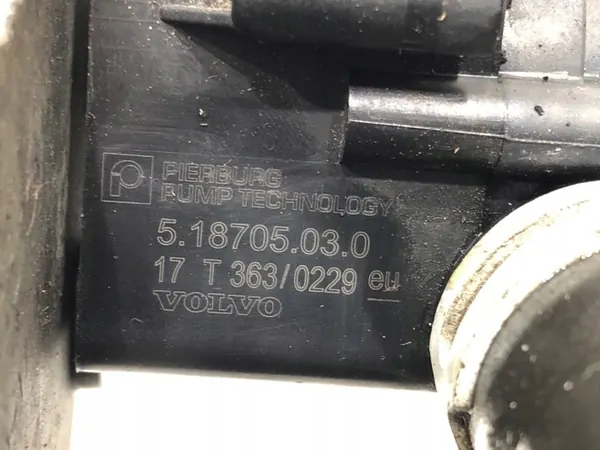 PIERBURG
PUMP TECHNOLOGY
5.18705.03.0
17 T 363/0229 eu
VOLVO